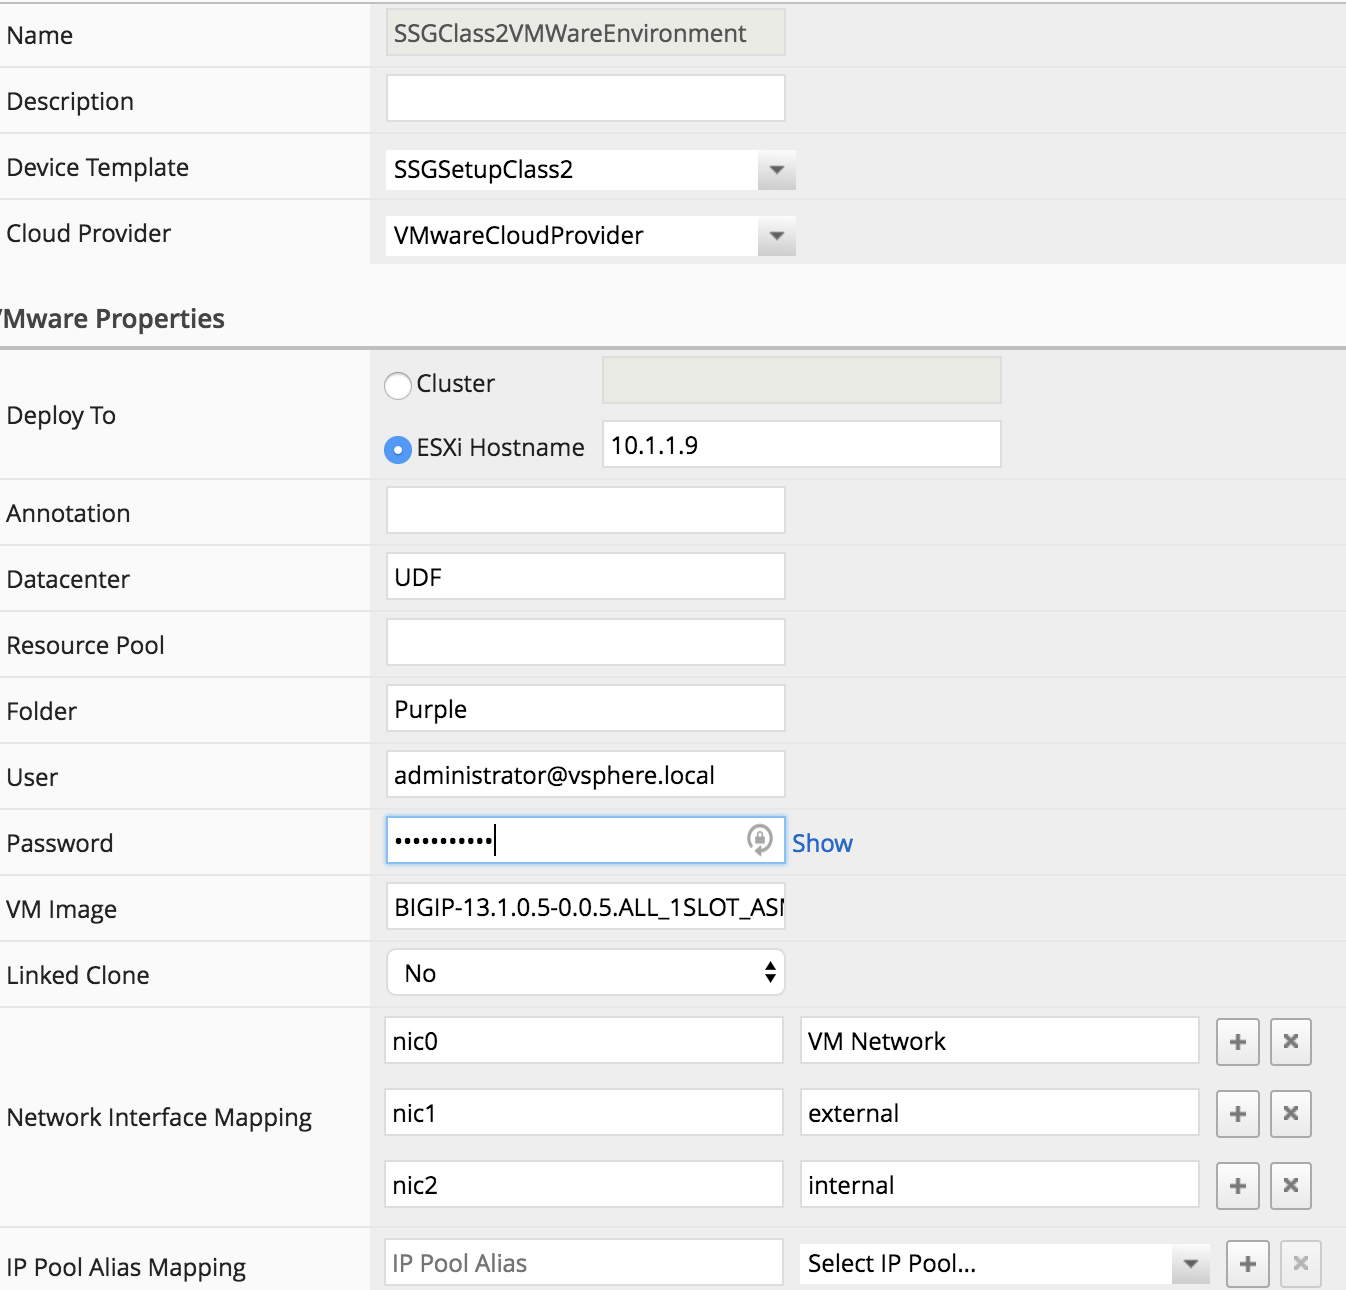 Name SSGClass2VMWareEnvironment
Description
Device Template SSGSetupClass2
Cloud Provider VMwareCloudProvider
VMware Properties
Deploy To
Cluster
ESXi Hostname 10.1.1.9
Annotation
Datacenter UDF
Resource Pool
Folder Purple
User administrator@vsphere.local
Password ••••••••••• Show
VM Image BIGIP-13.1.0.5-0.0.5.ALL_1SLOT_ASM
Linked Clone No
nic0 VM Network
Network Interface Mapping nic1 external
nic2 internal
IP Pool Alias Mapping IP Pool Alias Select IP Pool...